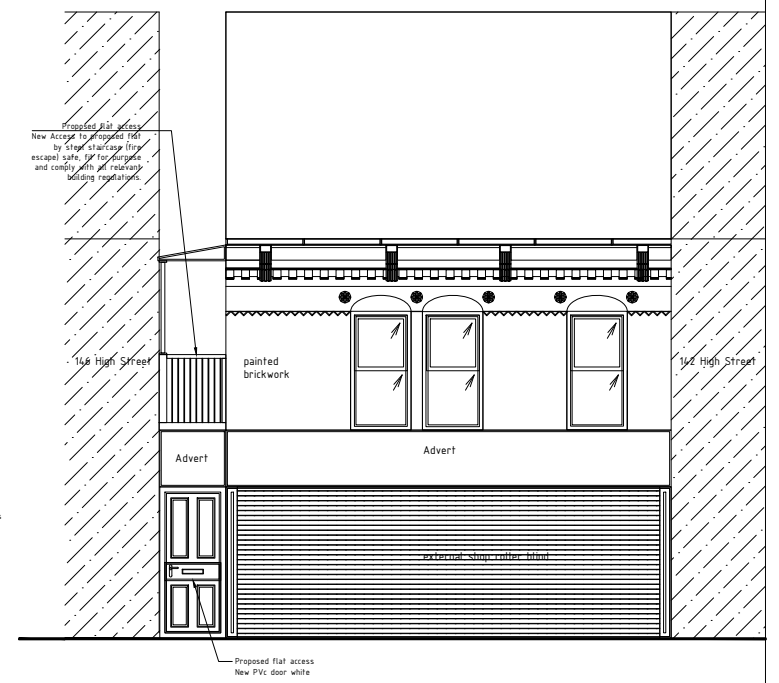 Proposed flat access
New Access to proposed flat
by steel staircase (fire
escape) safe, fit for purpose
and comply with all relevant
building regulations.
146 High Street
painted
brickwork
142 High Street
Advert
Advert
external shop roller blind
Proposed flat access
New PVc door white